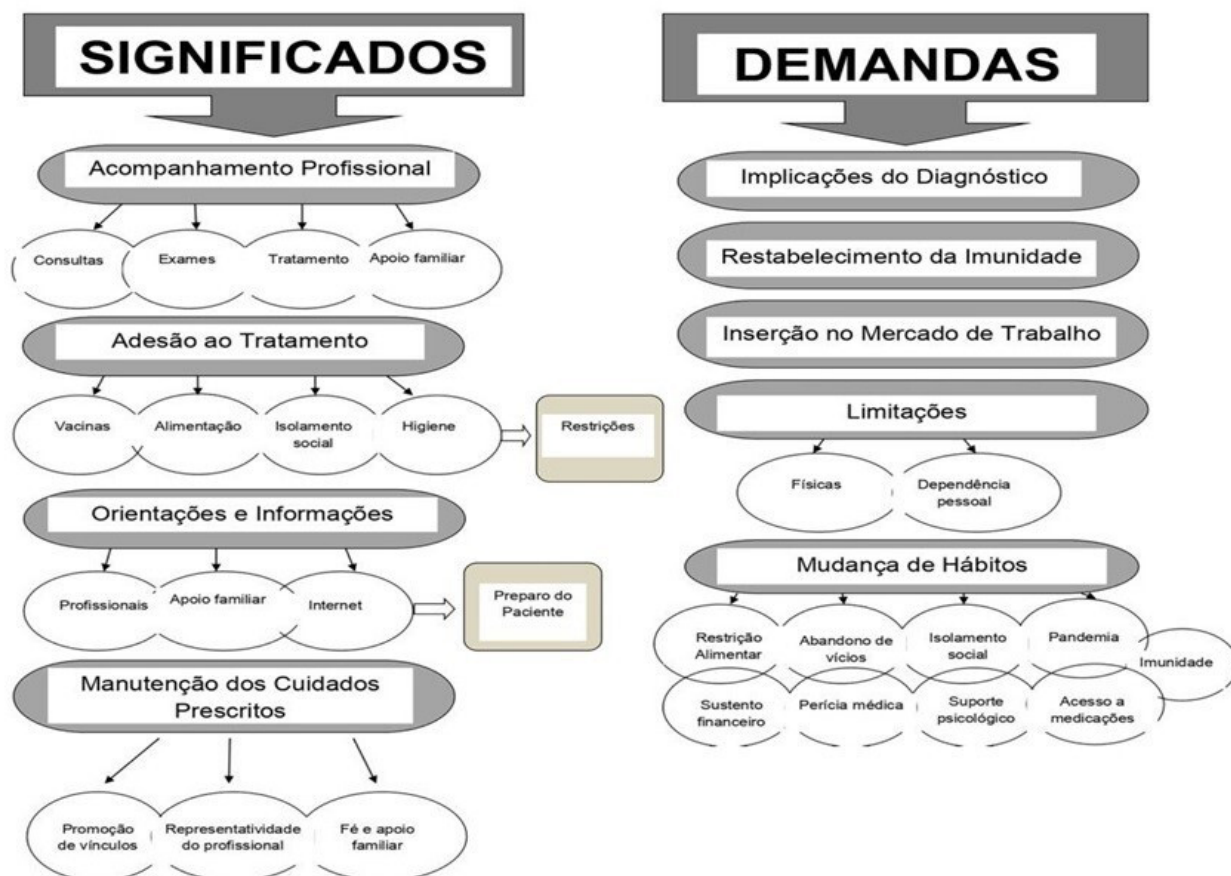 SIGNIFICADOS
Acompanhamento Profissional
Consultas
Exames
Tratamento
Apoio familiar
Adesão ao Tratamento
Vacinas
Alimentação
Isolamento
social
Higiene
Restrições
Orientações e Informações
Profissionais
Apoio familiar
Internet
Preparo do
Paciente
Manutenção dos Cuidados
Prescritos
Promoção
de vínculos
Representatividade
do profissional
Fé e apoio
familiar
DEMANDAS
Implicações do Diagnóstico
Restabelecimento da Imunidade
Inserção no Mercado de Trabalho
Limitações
Físicas
Dependência
pessoal
Mudança de Hábitos
Restrição
Alimentar
Abandono de
vícios
Isolamento
social
Pandemia
Imunidade
Sustento
financeiro
Perícia médica
Suporte
psicológico
Acesso a
medicações